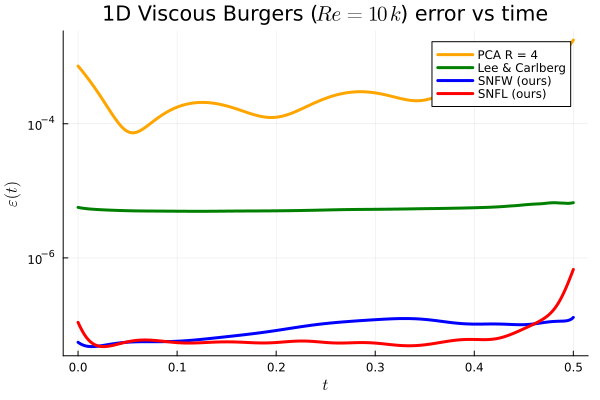 1D Viscous Burgers (Re = 10k) error vs time
PCA R = 4
Lee & Carlberg
SNFW (ours)
SNFL (ours)
10⁻⁴
10⁻⁶
ε(t)
0.0 0.1 0.2 0.3 0.4 0.5
t